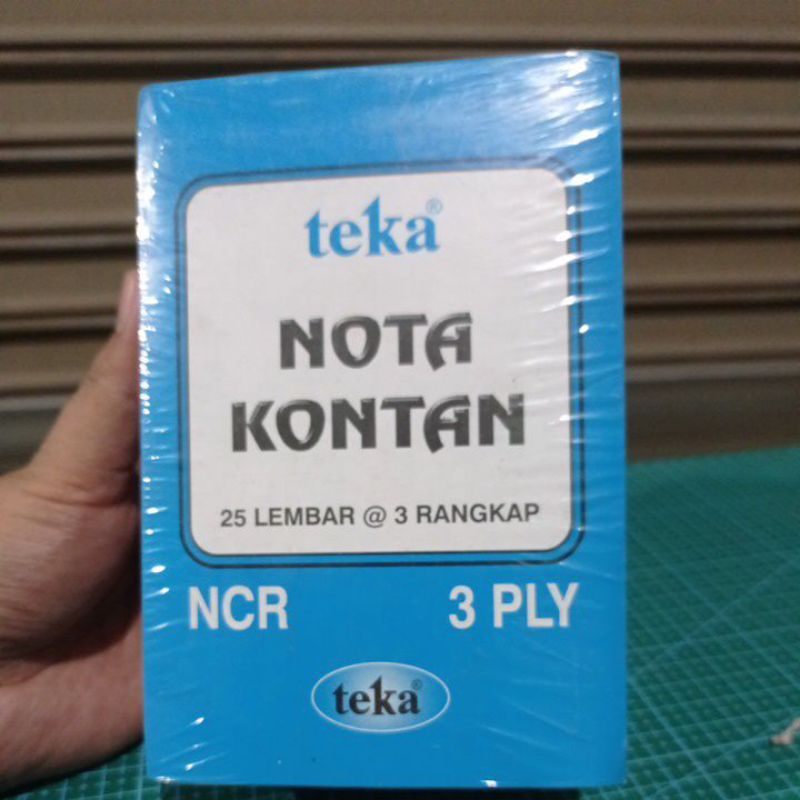 teka®
NOTA
KONTAN
25 LEMBAR @ 3 RANGKAP
NCR 3 PLY
teka®